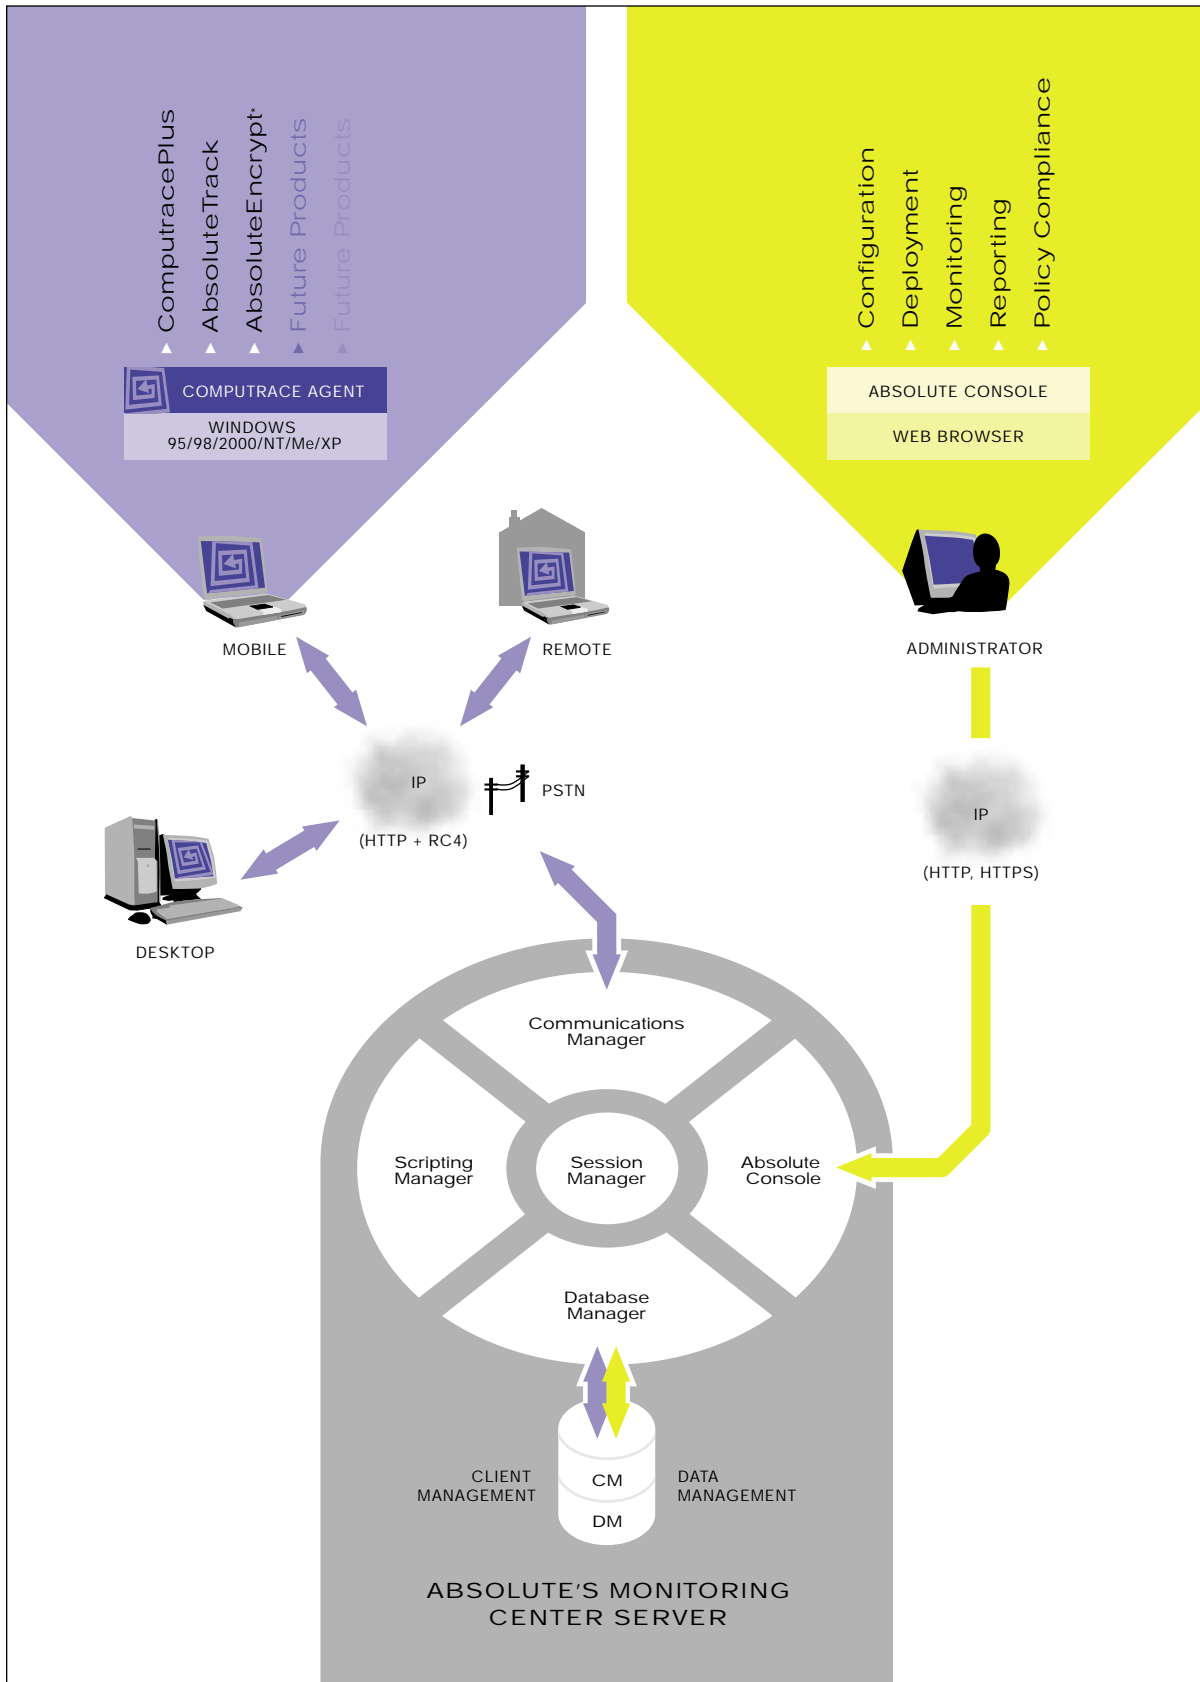 ComputracePlus
AbsoluteTrack
AbsoluteEncrypt*
Future Products
Future Products
COMPUTRACE AGENT
WINDOWS
95/98/2000/NT/Me/XP
Configuration
Deployment
Monitoring
Reporting
Policy Compliance
ABSOLUTE CONSOLE
WEB BROWSER
MOBILE
REMOTE
ADMINISTRATOR
IP
PSTN
(HTTP + RC4)
IP
(HTTP, HTTPS)
DESKTOP
Communications
Manager
Scripting
Manager
Session
Manager
Absolute
Console
Database
Manager
CLIENT
MANAGEMENT
CM
DM
DATA
MANAGEMENT
ABSOLUTE'S MONITORING
CENTER SERVER